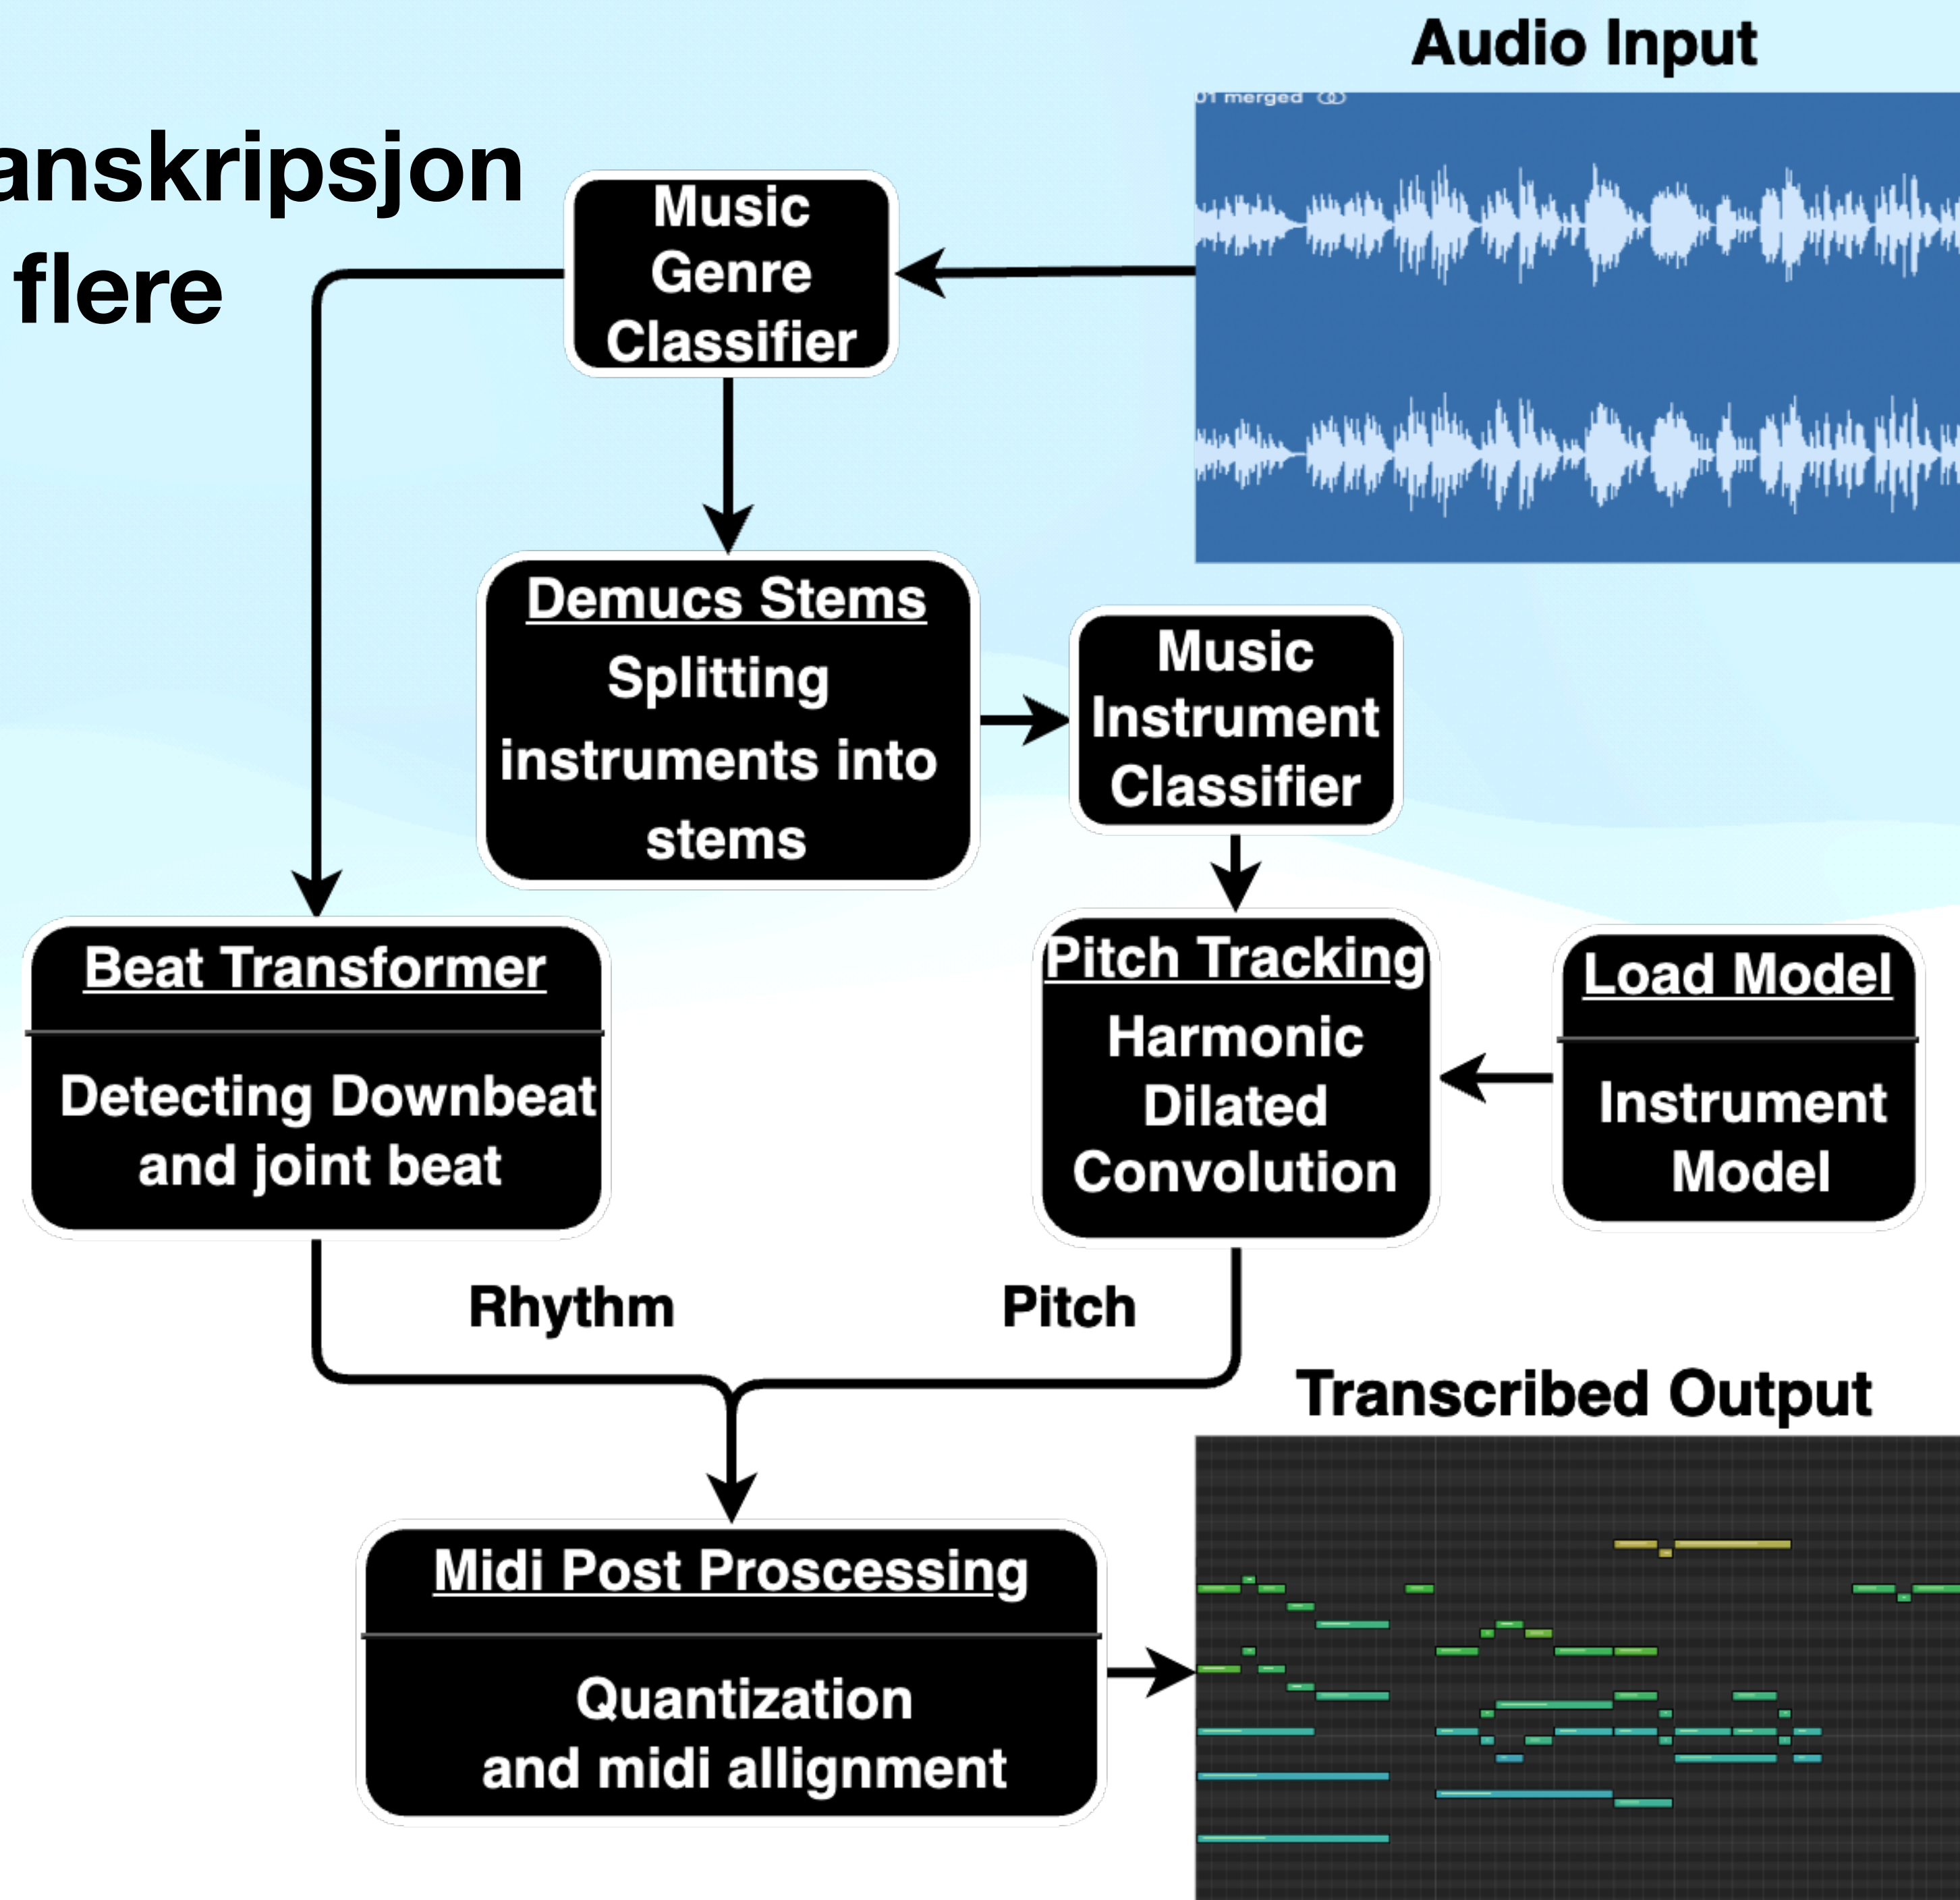 Audio Input
01 merged
anskripsjon
flere
Music
Genre
Classifier
Demucs Stems
Splitting
instruments into
stems
Music
Instrument
Classifier
Beat Transformer
Detecting Downbeat
and joint beat
Pitch Tracking
Harmonic
Dilated
Convolution
Load Model
Instrument
Model
Rhythm
Pitch
Transcribed Output
Midi Post Proscessing
Quantization
and midi allignment